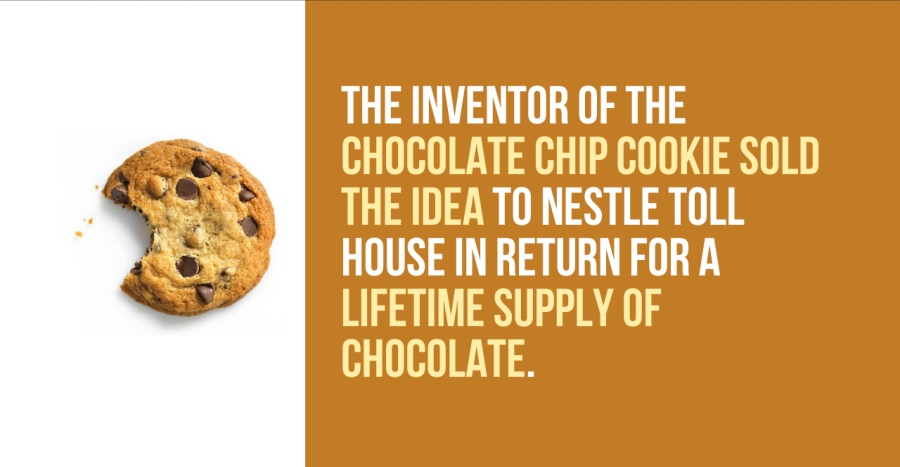 THE INVENTOR OF THE
CHOCOLATE CHIP COOKIE SOLD
THE IDEA TO NESTLE TOLL
HOUSE IN RETURN FOR A
LIFETIME SUPPLY OF
CHOCOLATE.